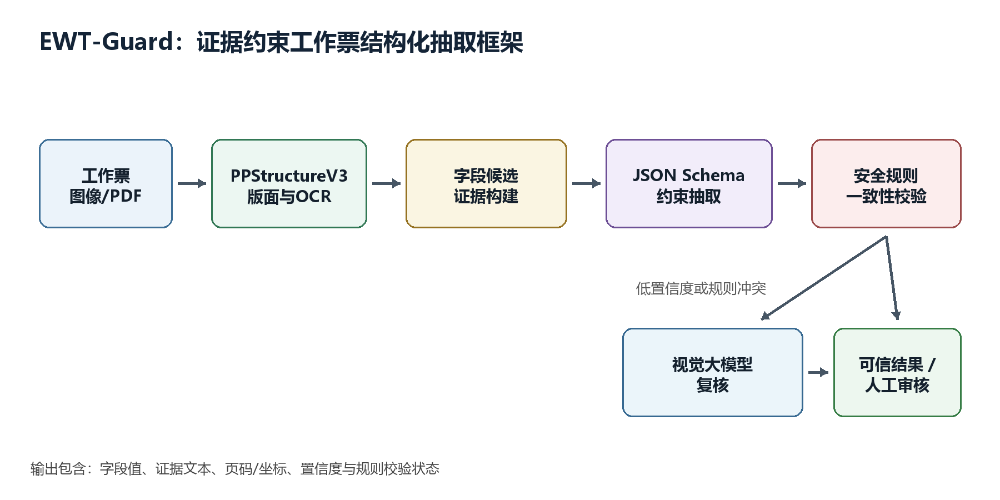 EWT-Guard：证据约束工作票结构化抽取框架
工作票
图像/PDF
PPStructureV3
版面与OCR
字段候选
证据构建
JSON Schema
约束抽取
安全规则
一致性校验
低置信度或规则冲突
视觉大模型
复核
可信结果 /
人工审核
输出包含：字段值、证据文本、页码/坐标、置信度与规则校验状态